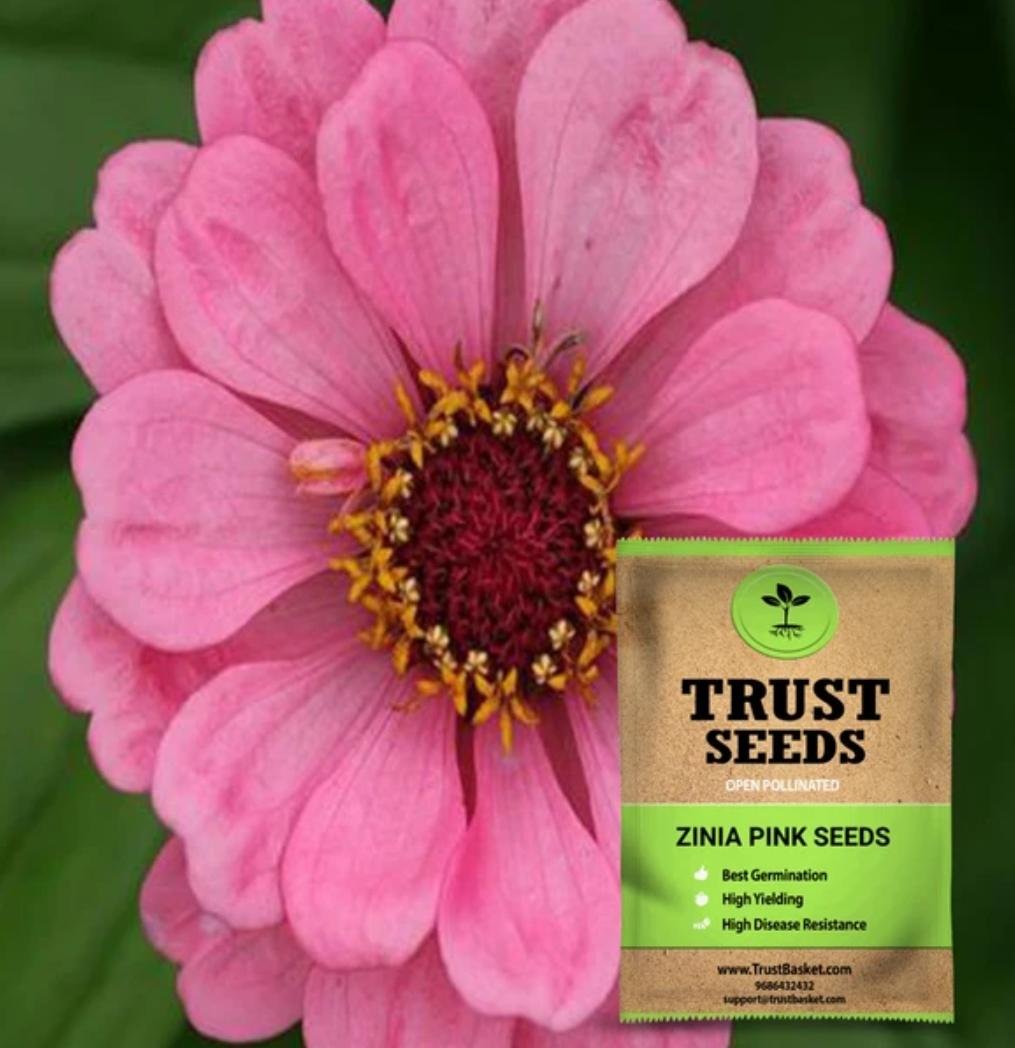 TRUST
SEEDS
OPEN POLLINATED
ZINIA PINK SEEDS
Best Germination
High Yielding
High Disease Resistance
www.TrustBasket.com
9686432432
support@trustbasket.com